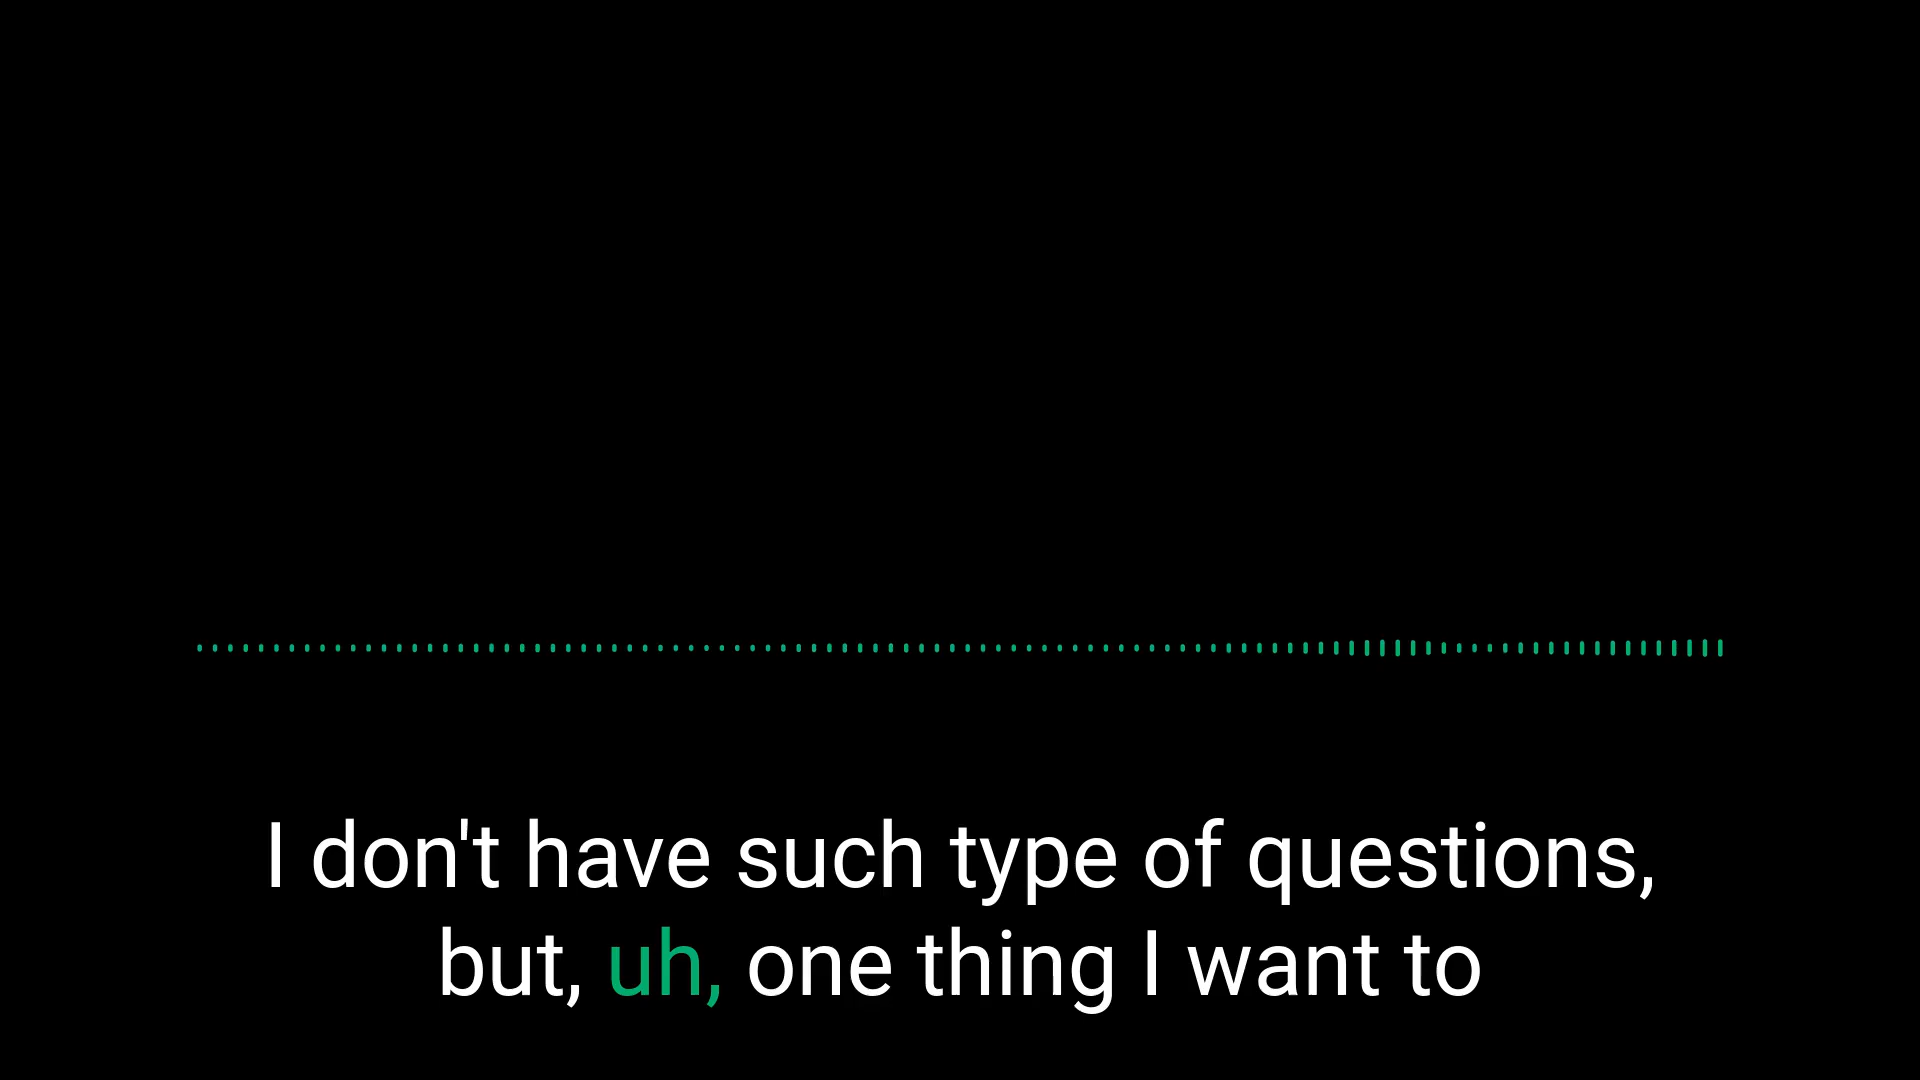 I don't have such type of questions,
but, uh, one thing I want to